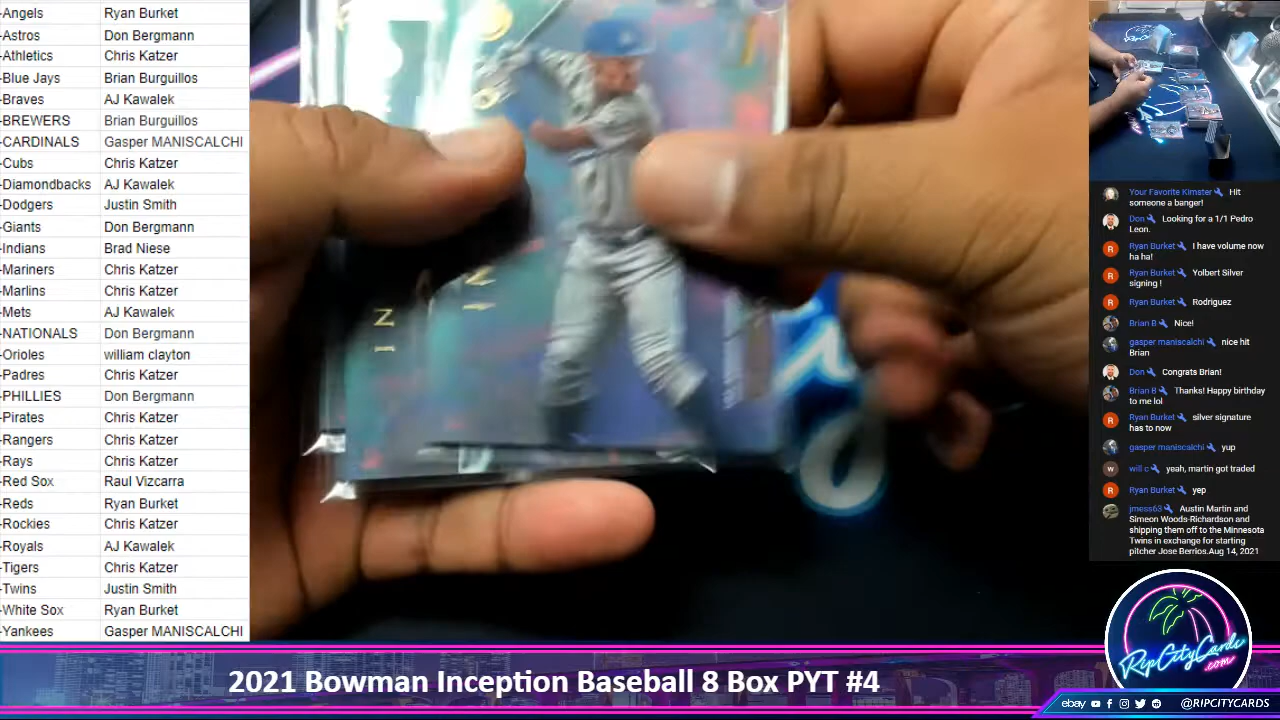 -Angels Ryan Burket
-Astros Don Bergmann
-Athletics Chris Katzer
-Blue Jays Brian Burguillos
-Braves AJ Kawalek
-BREWERS Brian Burguillos
-CARDINALS Gasper MANISCALCHI
-Cubs Chris Katzer
-Diamondbacks AJ Kawalek
-Dodgers Justin Smith
-Giants Don Bergmann
-Indians Brad Niese
-Mariners Chris Katzer
-Marlins Chris Katzer
-Mets AJ Kawalek
-NATIONALS Don Bergmann
-Orioles william clayton
-Padres Chris Katzer
-PHILLIES Don Bergmann
-Pirates Chris Katzer
-Rangers Chris Katzer
-Rays Chris Katzer
-Red Sox Raul Vizcarra
-Reds Ryan Burket
-Rockies Chris Katzer
-Royals AJ Kawalek
-Tigers Chris Katzer
-Twins Justin Smith
-White Sox Ryan Burket
-Yankees Gasper MANISCALCHI
Your Favorite Kimster Hit
someone a banger!
Don Looking for a 1/1 Pedro
Leon.
Ryan Burket I have volume now
ha ha!
Ryan Burket Yolbert Silver
signing !
Ryan Burket Rodriguez
Brian B Nice!
gasper maniscalchi nice hit
Brian
Don Congrats Brian!
Brian B Thanks! Happy birthday
to me lol
Ryan Burket silver signature
has to now
gasper maniscalchi yup
will c yeah, martin got traded
Ryan Burket yep
jmess63 Austin Martin and
Simeon Woods-Richardson and
shipping them off to the Minnesota
Twins in exchange for starting
pitcher Jose Berrios.Aug 14, 2021
RipCityCards
.com
2021 Bowman Inception Baseball 8 Box PYT #4
ebay @RIPCITYCARDS